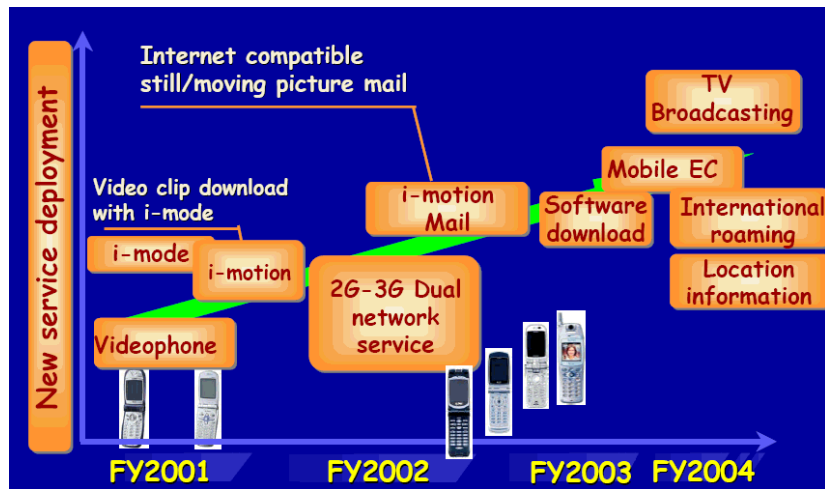 New service deployment
Internet compatible
still/moving picture mail
TV
Broadcasting
Mobile EC
Video clip download
with i-mode
i-motion
Mail
Software
download
International
roaming
i-mode
i-motion
Location
information
2G-3G Dual
network
service
Videophone
FY2001
FY2002
FY2003
FY2004